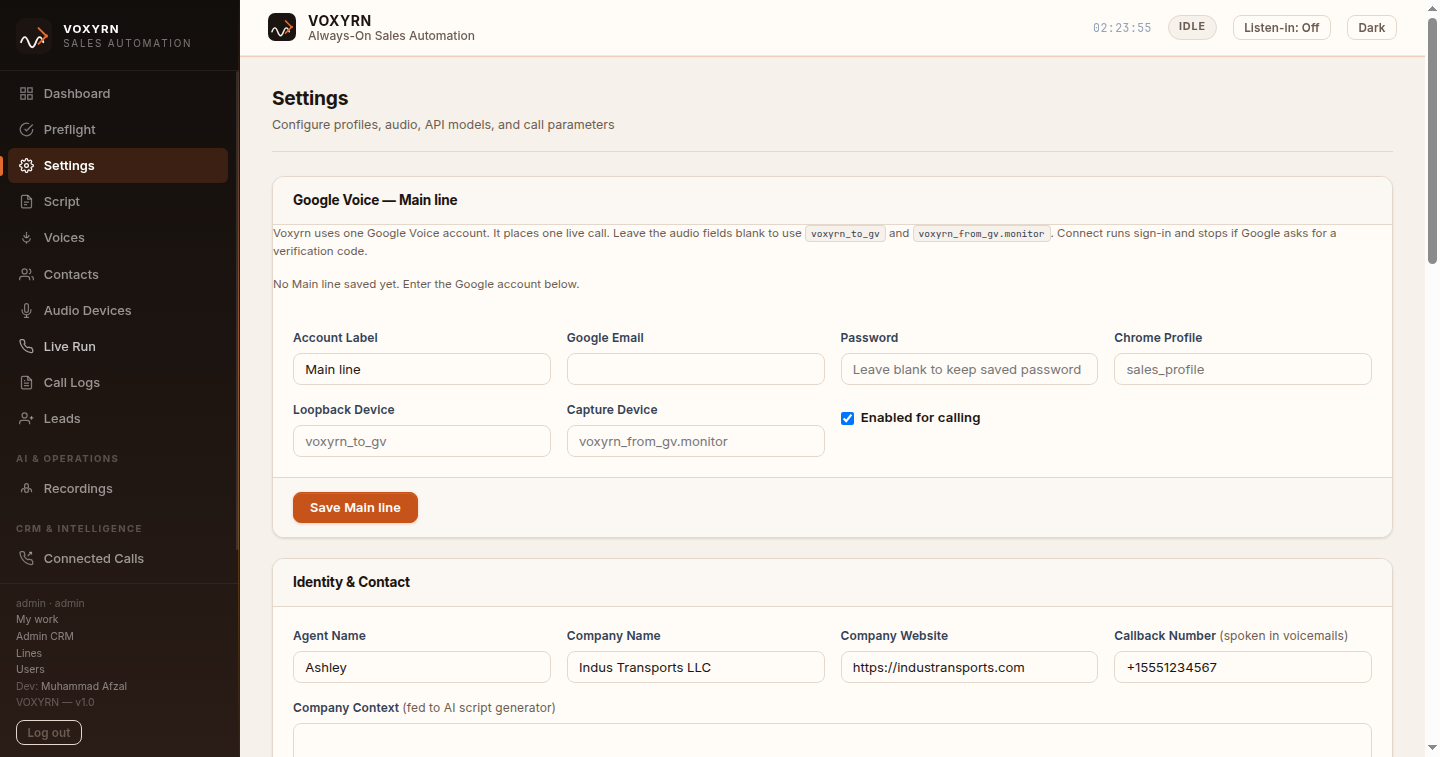 VOXYRN
SALES AUTOMATION
Dashboard
Preflight
Settings
Script
Voices
Contacts
Audio Devices
Live Run
Call Logs
Leads
AI & OPERATIONS
Recordings
CRM & INTELLIGENCE
Connected Calls
admin · admin
My work
Admin CRM
Lines
Users
Dev: Muhammad Afzal
VOXYRN — v1.0
Log out
VOXYRN
Always-On Sales Automation
02:23:55
IDLE
Listen-in: Off
Dark
Settings
Configure profiles, audio, API models, and call parameters
Google Voice — Main line
Voxyrn uses one Google Voice account. It places one live call. Leave the audio fields blank to use voxyrn_to_gv and voxyrn_from_gv.monitor. Connect runs sign-in and stops if Google asks for a
verification code.
No Main line saved yet. Enter the Google account below.
Account Label
Google Email
Password
Chrome Profile
Main line
Leave blank to keep saved password
sales_profile
Loopback Device
Capture Device
Enabled for calling
voxyrn_to_gv
voxyrn_from_gv.monitor
Save Main line
Identity & Contact
Agent Name
Company Name
Company Website
Callback Number (spoken in voicemails)
Ashley
Indus Transports LLC
https://industransports.com
+15551234567
Company Context (fed to AI script generator)